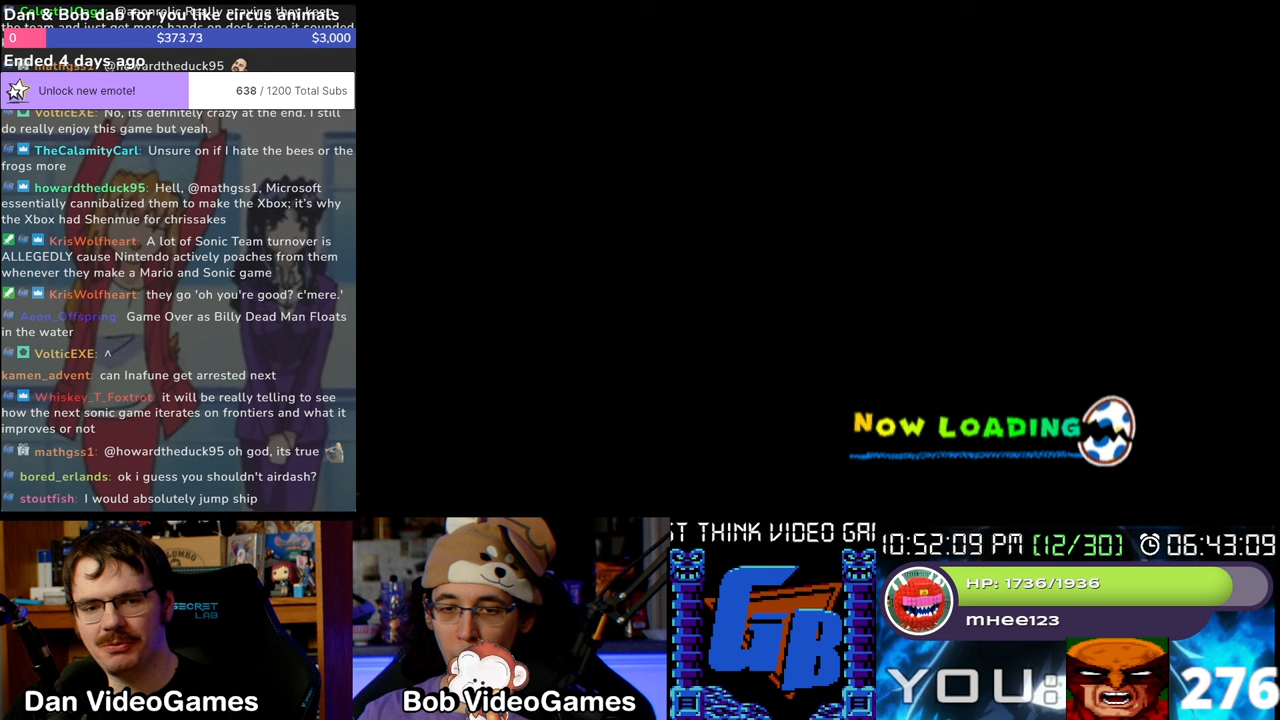 Dan & Bob dab for you like circus animals
0 $373.73 $3,000
Ended 4 days ago
mathgss1: @howardtheduck95
Unlock new emote! 638 / 1200 Total Subs
VolticEXE: No, its definitely crazy at the end. I still
do really enjoy this game but yeah.
TheCalamityCarl: Unsure on if I hate the bees or the
frogs more
howardtheduck95: Hell, @mathgss1, Microsoft
essentially cannibalized them to make the Xbox; it's why
the Xbox had Shenmue for chrissakes
KrisWolfheart: A lot of Sonic Team turnover is
ALLEGEDLY cause Nintendo actively poaches from them
whenever they make a Mario and Sonic game
KrisWolfheart: they go 'oh you're good? c'mere.'
Aeon_Offspring: Game Over as Billy Dead Man Floats
in the water
VolticEXE: ^
kamen_advent: can Inafune get arrested next
Whiskey_T_Foxtrot: it will be really telling to see
how the next sonic game iterates on frontiers and what it
improves or not
mathgss1: @howardtheduck95 oh god, its true
bored_erlands: ok i guess you shouldn't airdash?
stoutfish: I would absolutely jump ship
NOW LOADING
SECRET
LAB
Dan VideoGames
Bob VideoGames
ST THINK VIDEO GA
GB
10:52:09 PM [12/30] 06:43:09
HP: 1736/1936
mHee123
YOU: 276